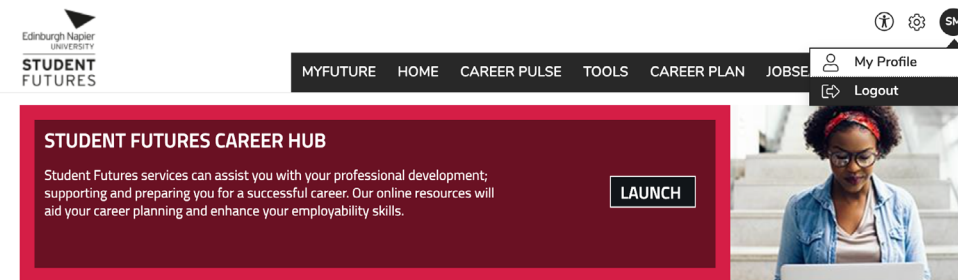 Edinburgh Napier
UNIVERSITY
STUDENT
FUTURES
SM
My Profile
Logout
MYFUTURE HOME CAREER PULSE TOOLS CAREER PLAN
STUDENT FUTURES CAREER HUB
Student Futures services can assist you with your professional development;
supporting and preparing you for a successful career. Our online resources will
aid your career planning and enhance your employability skills.
LAUNCH